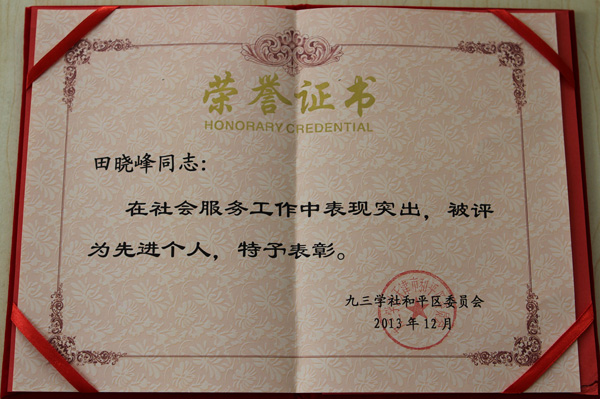 荣誉证书
HONORARY CREDENTIAL
田晓峰同志:
在社会服务工作中表现突出，被评
为先进个人，特予表彰。
九三学社和平区委员会
2013年12月